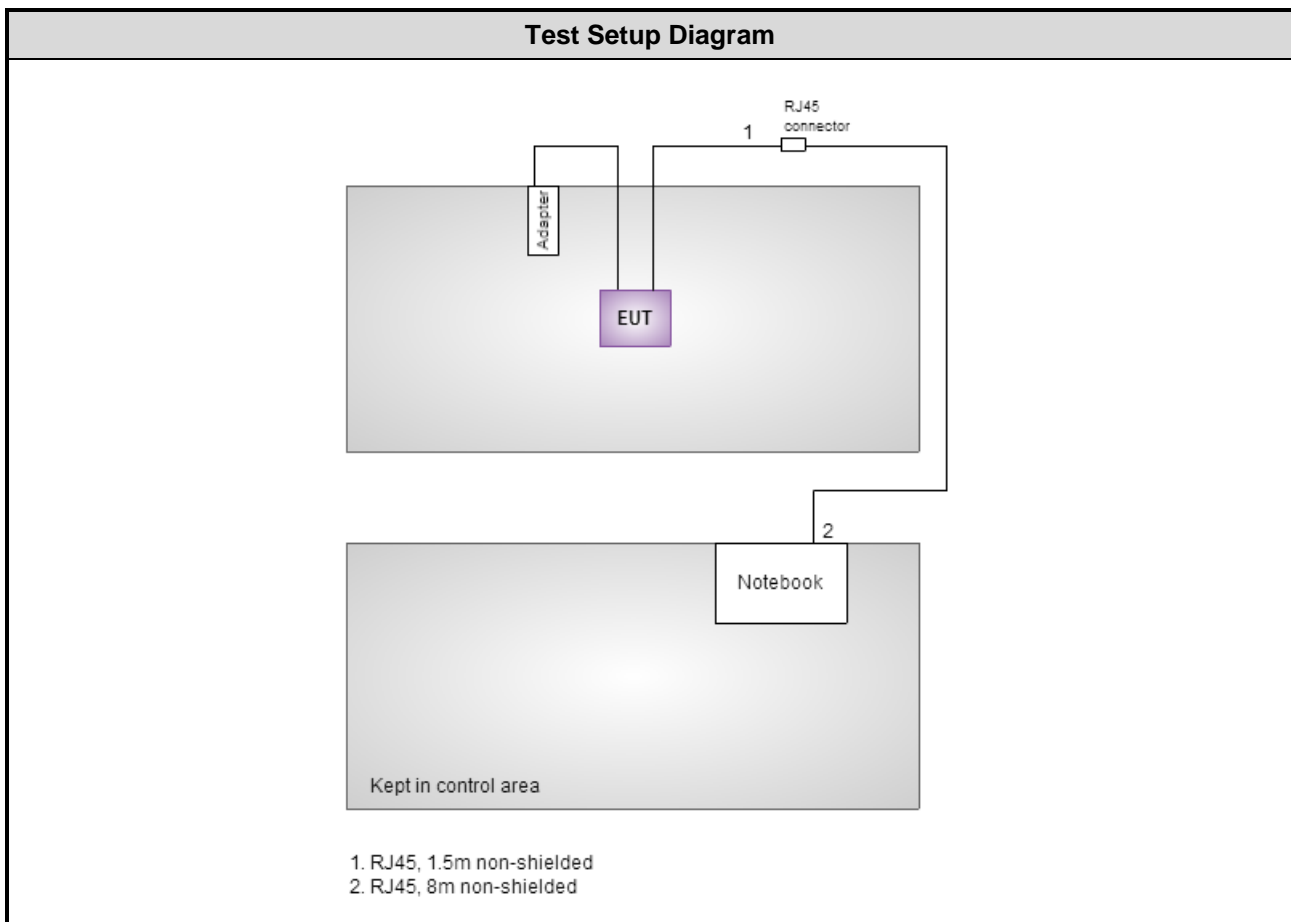 Test Setup Diagram
RJ45
connector
1
Adapter
EUT
2
Notebook
Kept in control area
1. RJ45, 1.5m non-shielded
2. RJ45, 8m non-shielded